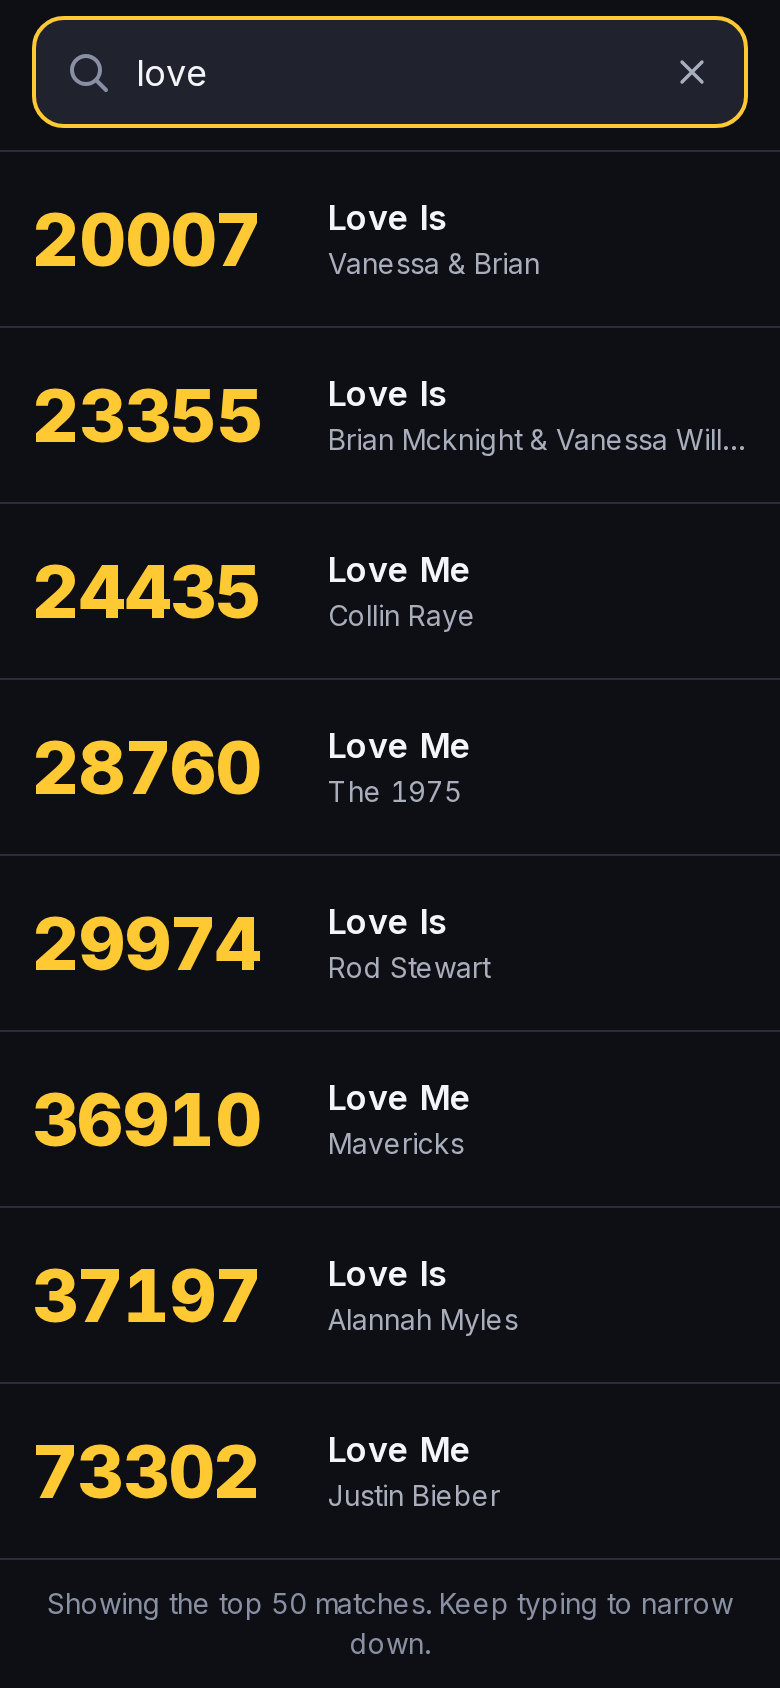 love
20007
Love Is
Vanessa & Brian
23355
Love Is
Brian Mcknight & Vanessa Will...
24435
Love Me
Collin Raye
28760
Love Me
The 1975
29974
Love Is
Rod Stewart
36910
Love Me
Mavericks
37197
Love Is
Alannah Myles
73302
Love Me
Justin Bieber
Showing the top 50 matches. Keep typing to narrow
down.